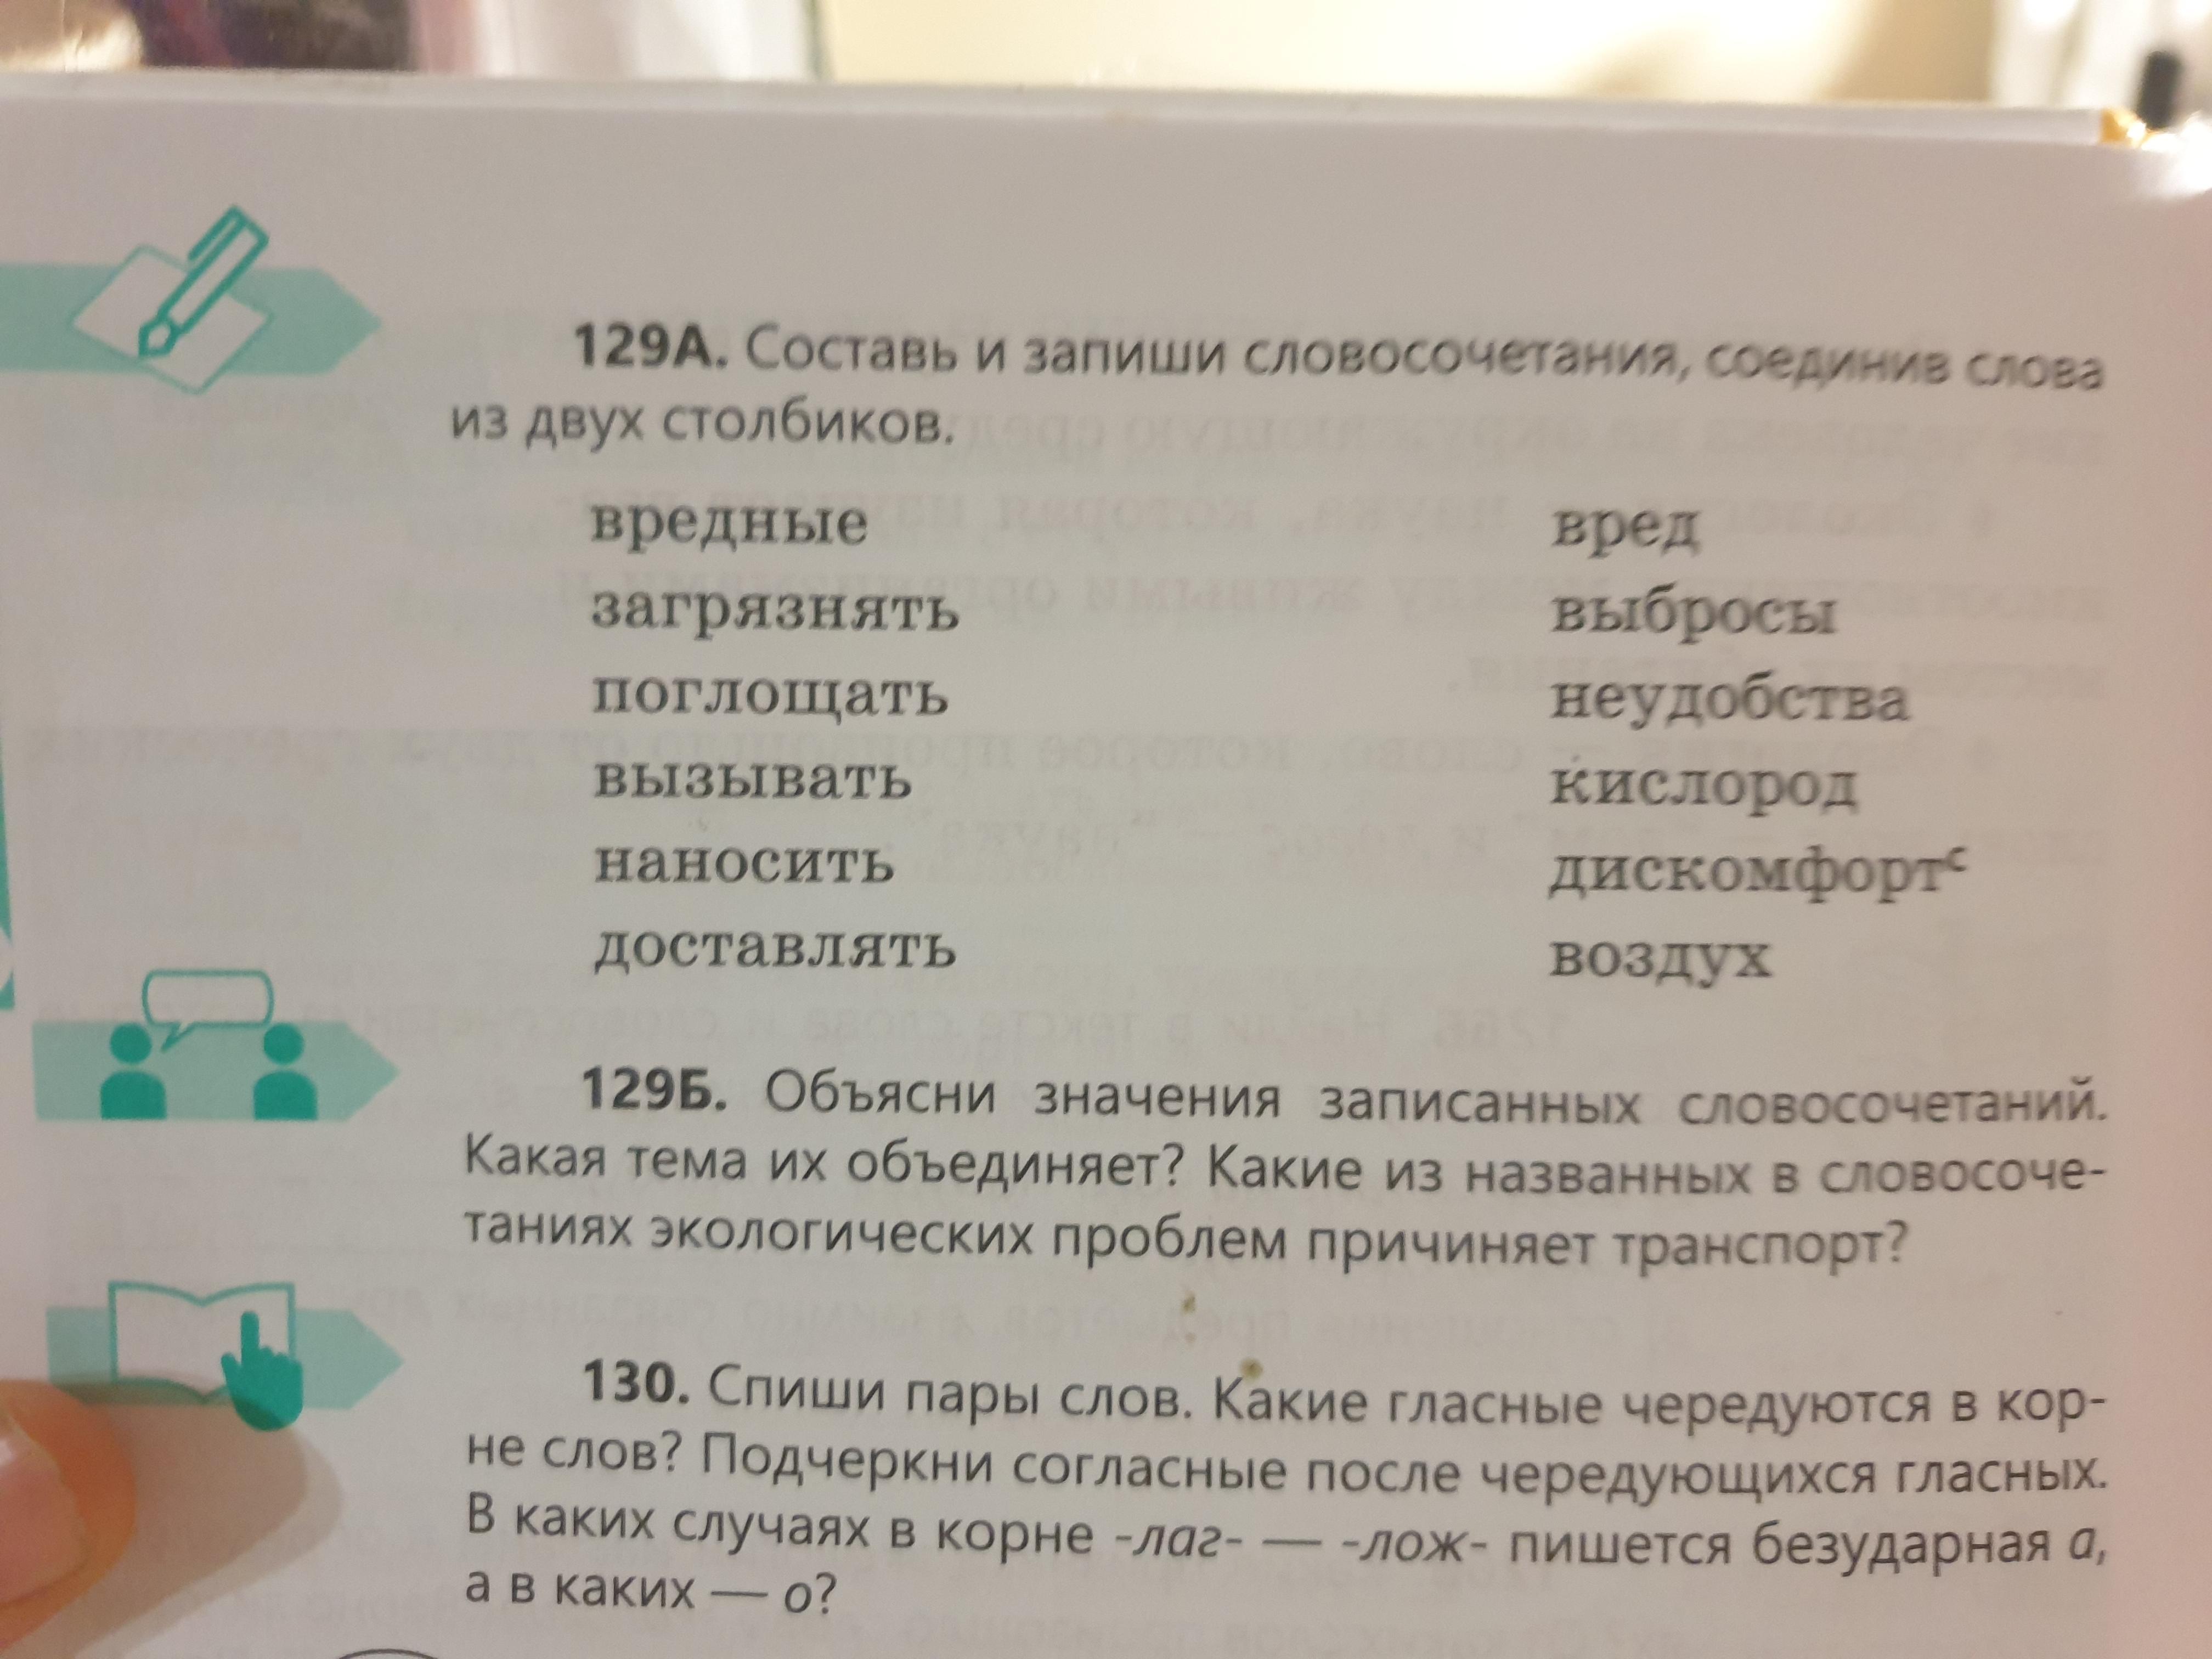 129А. Составь и запиши словосочетания, соединив слова
из двух столбиков.
вредные вред
загрязнять выбросы
поглощать неудобства
вызывать кислород
наносить дискомфортᶜ
доставлять воздух
129Б. Объясни значения записанных словосочетаний.
Какая тема их объединяет? Какие из названных в словосоче-
таниях экологических проблем причиняет транспорт?
130. Спиши пары слов. Какие гласные чередуются в кор-
не слов? Подчеркни согласные после чередующихся гласных.
В каких случаях в корне -лаг- — -лож- пишется безударная а,
а в каких — о?